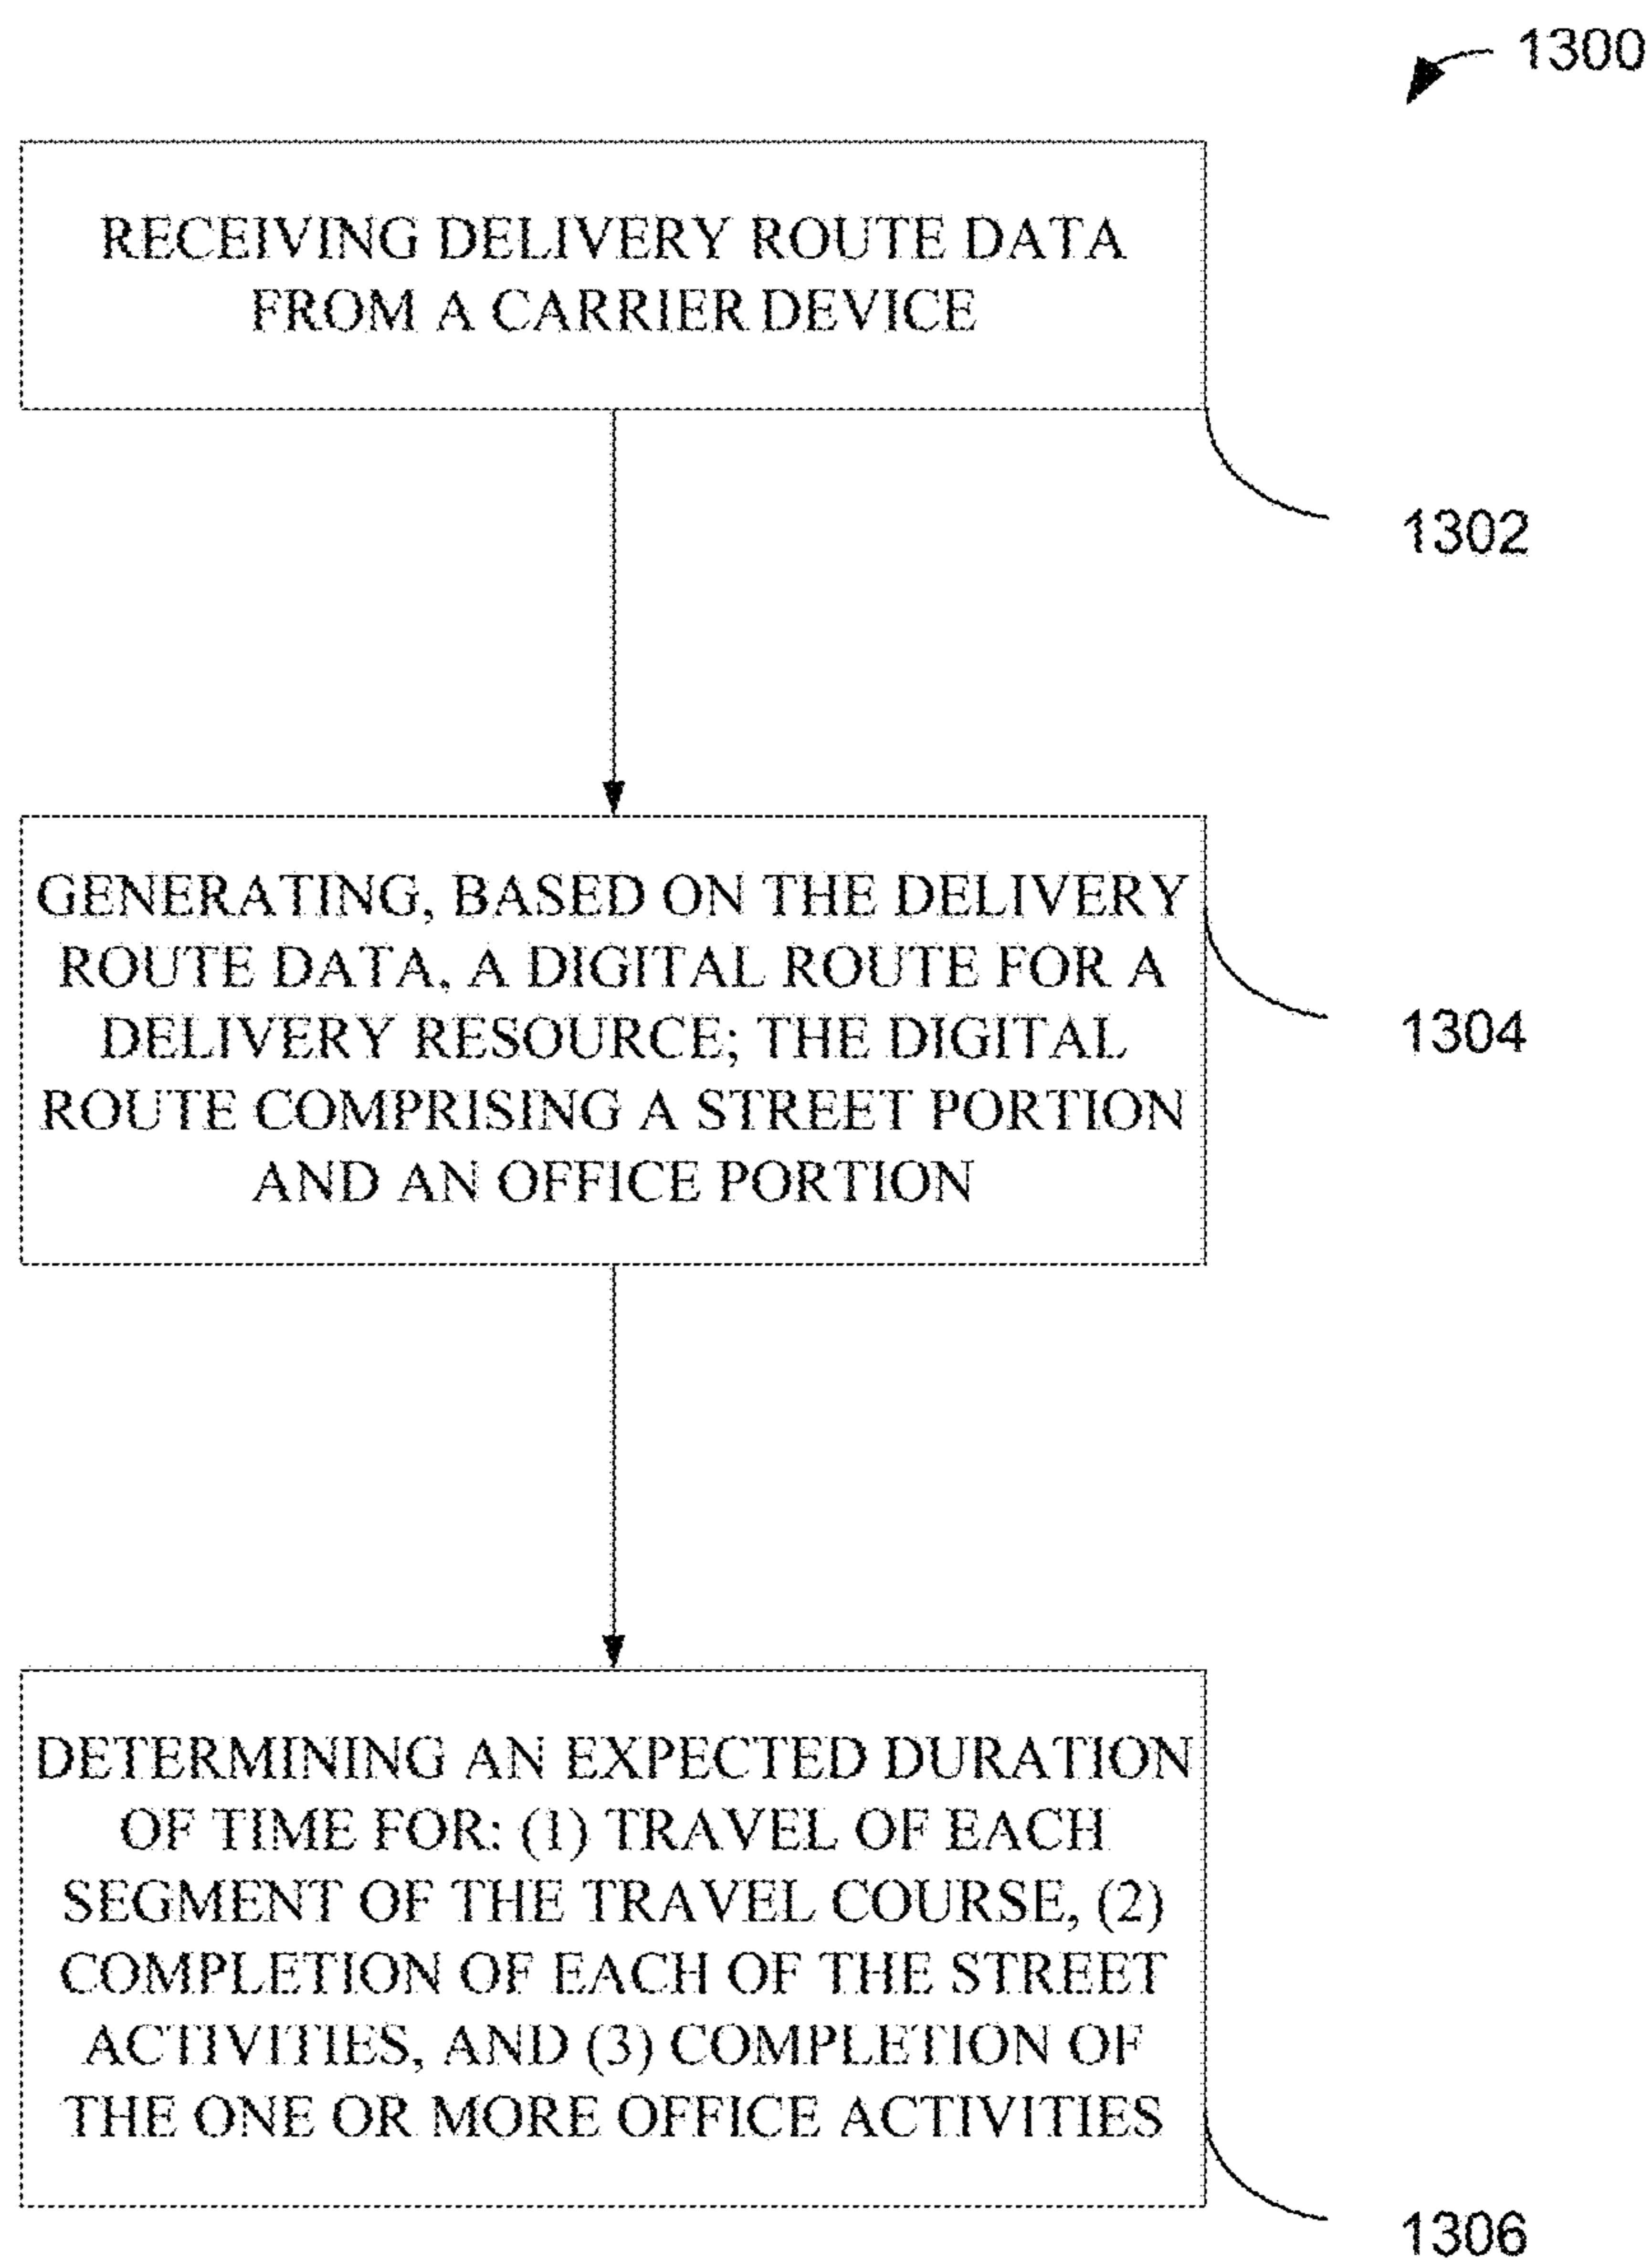 1300
RECEIVING DELIVERY ROUTE DATA
FROM A CARRIER DEVICE
1302
GENERATING, BASED ON THE DELIVERY
ROUTE DATA, A DIGITAL ROUTE FOR A
DELIVERY RESOURCE; THE DIGITAL
ROUTE COMPRISING A STREET PORTION
AND AN OFFICE PORTION
1304
DETERMINING AN EXPECTED DURATION
OF TIME FOR: (1) TRAVEL OF EACH
SEGMENT OF THE TRAVEL COURSE, (2)
COMPLETION OF EACH OF THE STREET
ACTIVITIES, AND (3) COMPLETION OF
THE ONE OR MORE OFFICE ACTIVITIES
1306